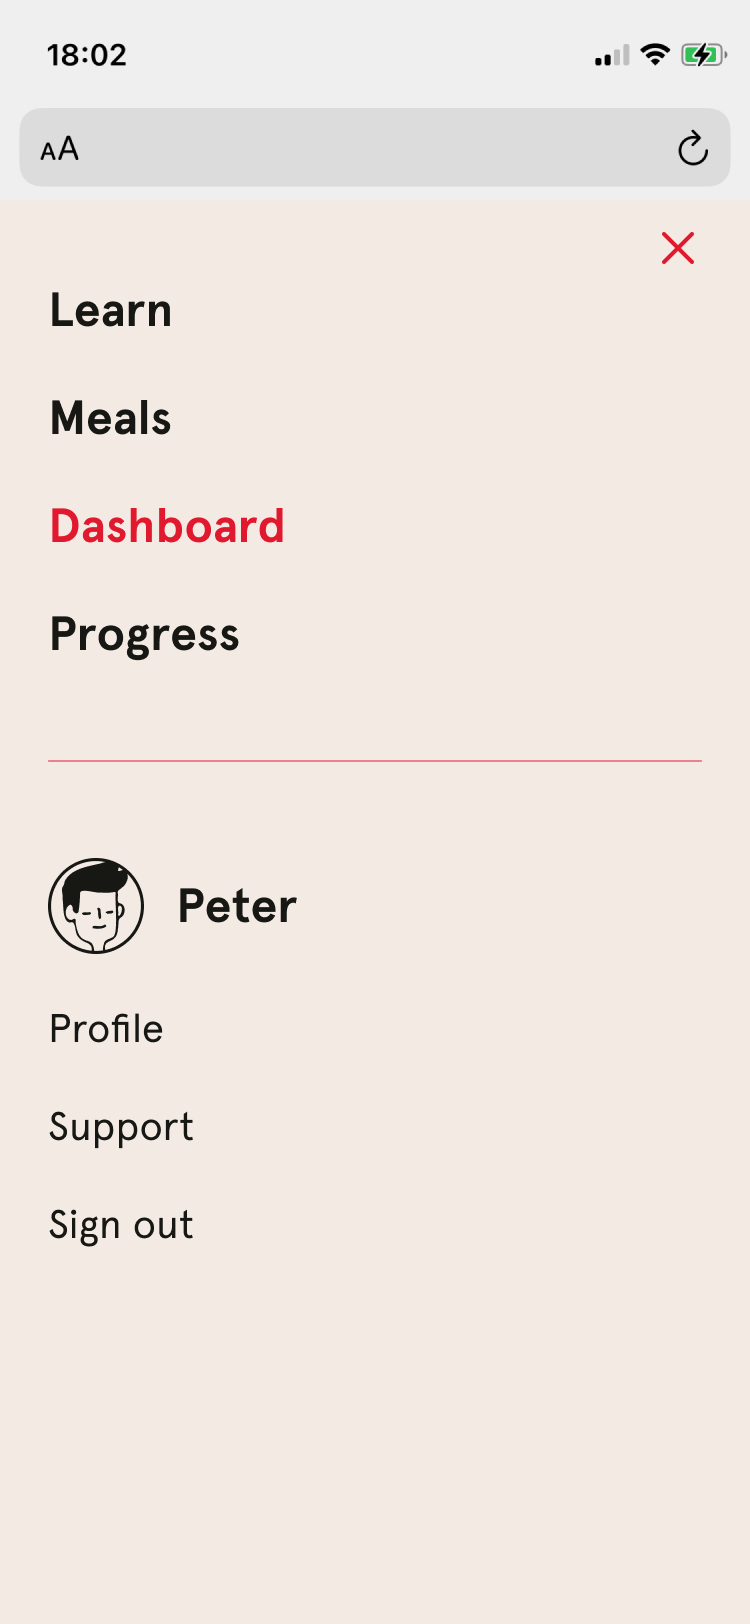 18:02
AA
Learn
Meals
Dashboard
Progress
Peter
Profile
Support
Sign out